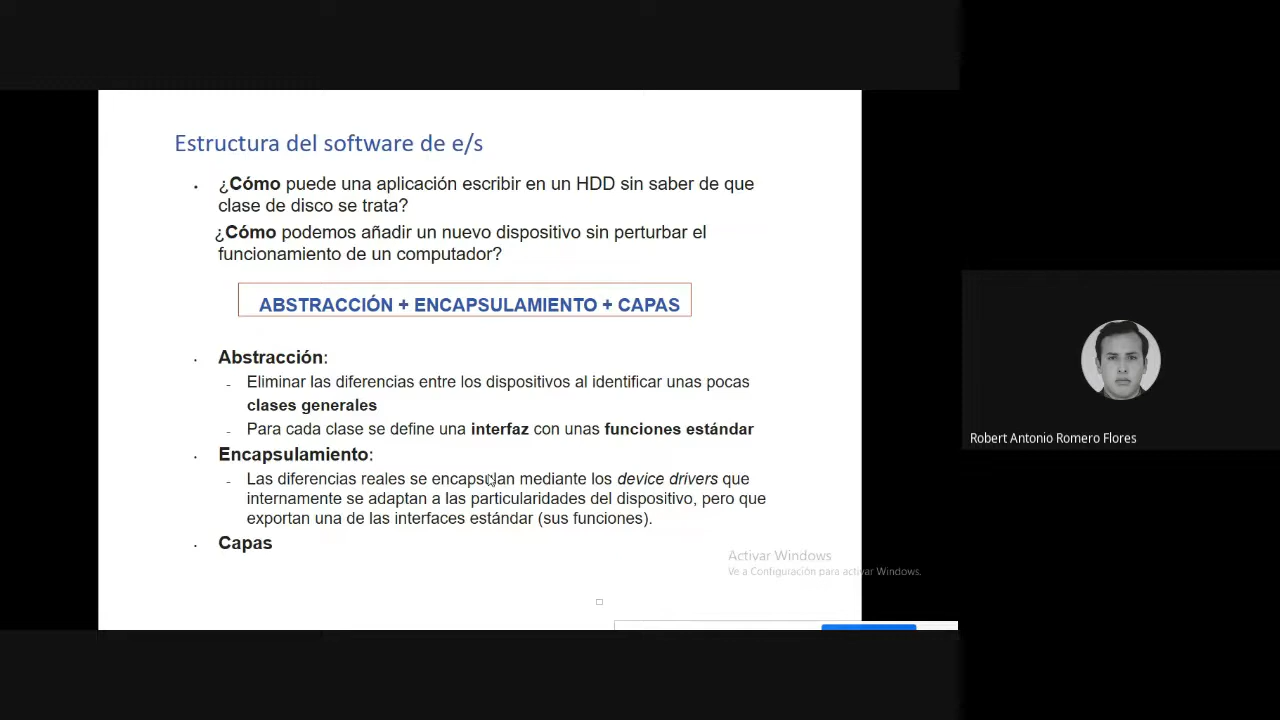 Estructura del software de e/s
¿Cómo puede una aplicación escribir en un HDD sin saber de que
clase de disco se trata?
¿Cómo podemos añadir un nuevo dispositivo sin perturbar el
funcionamiento de un computador?
ABSTRACCIÓN + ENCAPSULAMIENTO + CAPAS
Abstracción:
- Eliminar las diferencias entre los dispositivos al identificar unas pocas
clases generales
- Para cada clase se define una interfaz con unas funciones estándar
Encapsulamiento:
- Las diferencias reales se encapsulan mediante los device drivers que
internamente se adaptan a las particularidades del dispositivo, pero que
exportan una de las interfaces estándar (sus funciones).
Capas
Activar Windows
Ve a Configuración para activar Windows.
Robert Antonio Romero Flores